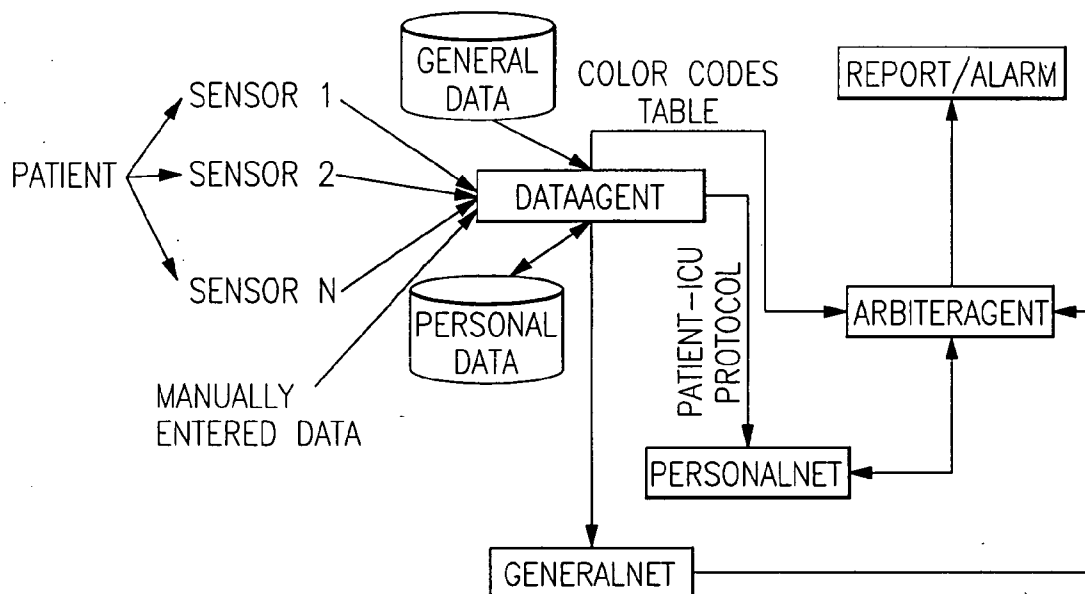 GENERAL
DATA
COLOR CODES
TABLE
REPORT/ALARM
SENSOR 1
PATIENT
SENSOR 2
DATAAGENT
SENSOR N
PERSONAL
DATA
PATIENT-ICU
PROTOCOL
ARBITERAGENT
MANUALLY
ENTERED DATA
PERSONALNET
GENERALNET